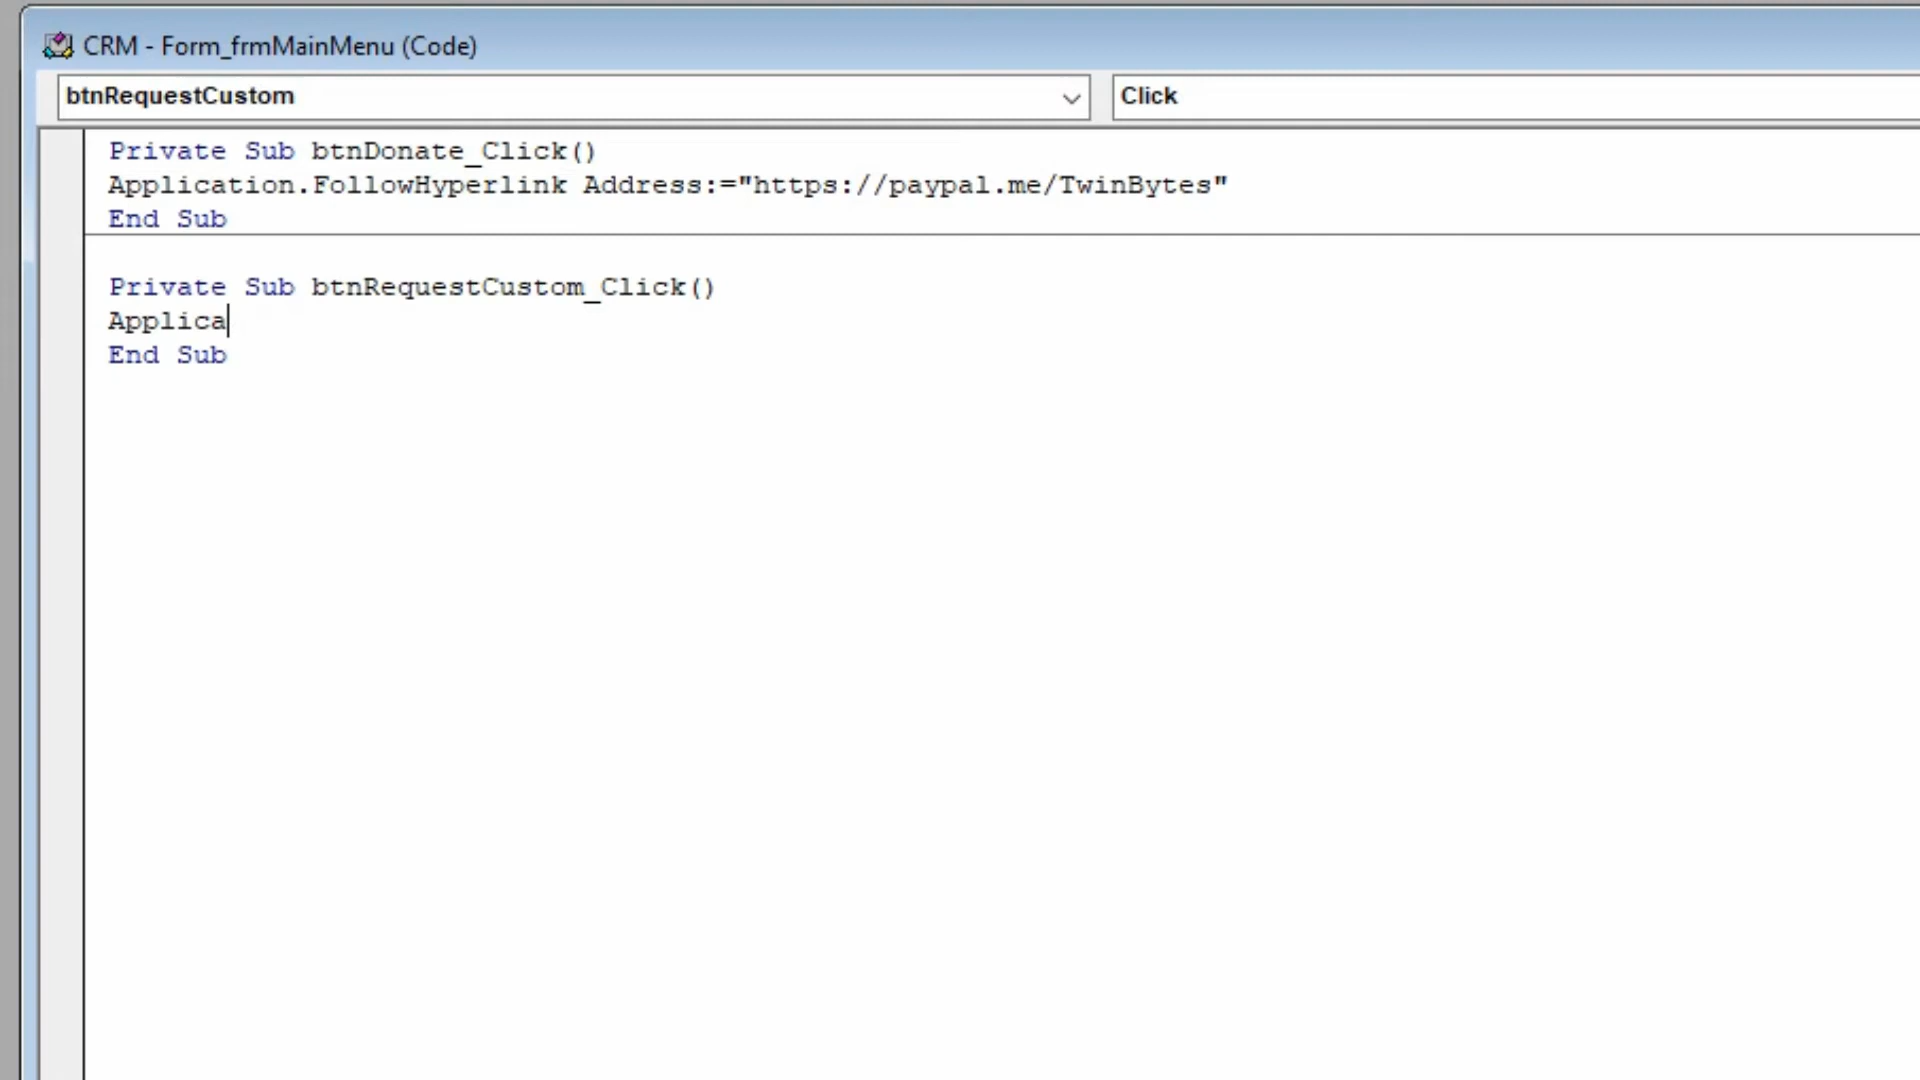 CRM - Form_frmMainMenu (Code)
btnRequestCustom
Click
Private Sub btnDonate_Click()
Application.FollowHyperlink Address:="https://paypal.me/TwinBytes"
End Sub
Private Sub btnRequestCustom_Click()
Applica
End Sub